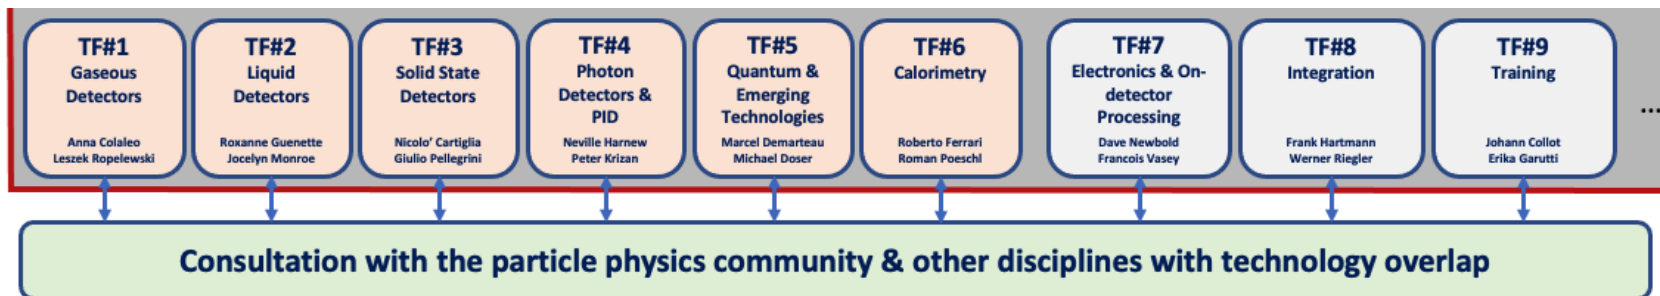 TF#1
Gaseous
Detectors
Anna Colaleo
Leszek Ropelewski
TF#2
Liquid
Detectors
Roxanne Guenette
Jocelyn Monroe
TF#3
Solid State
Detectors
Nicolo' Cartiglia
Giulio Pellegrini
TF#4
Photon
Detectors &
PID
Neville Harnew
Peter Krizan
TF#5
Quantum &
Emerging
Technologies
Marcel Demarteau
Michael Doser
TF#6
Calorimetry
Roberto Ferrari
Roman Poeschl
TF#7
Electronics & On-
detector
Processing
Dave Newbold
Francois Vasey
TF#8
Integration
Frank Hartmann
Werner Riegler
TF#9
Training
Johann Collot
Erika Garutti
...
Consultation with the particle physics community & other disciplines with technology overlap